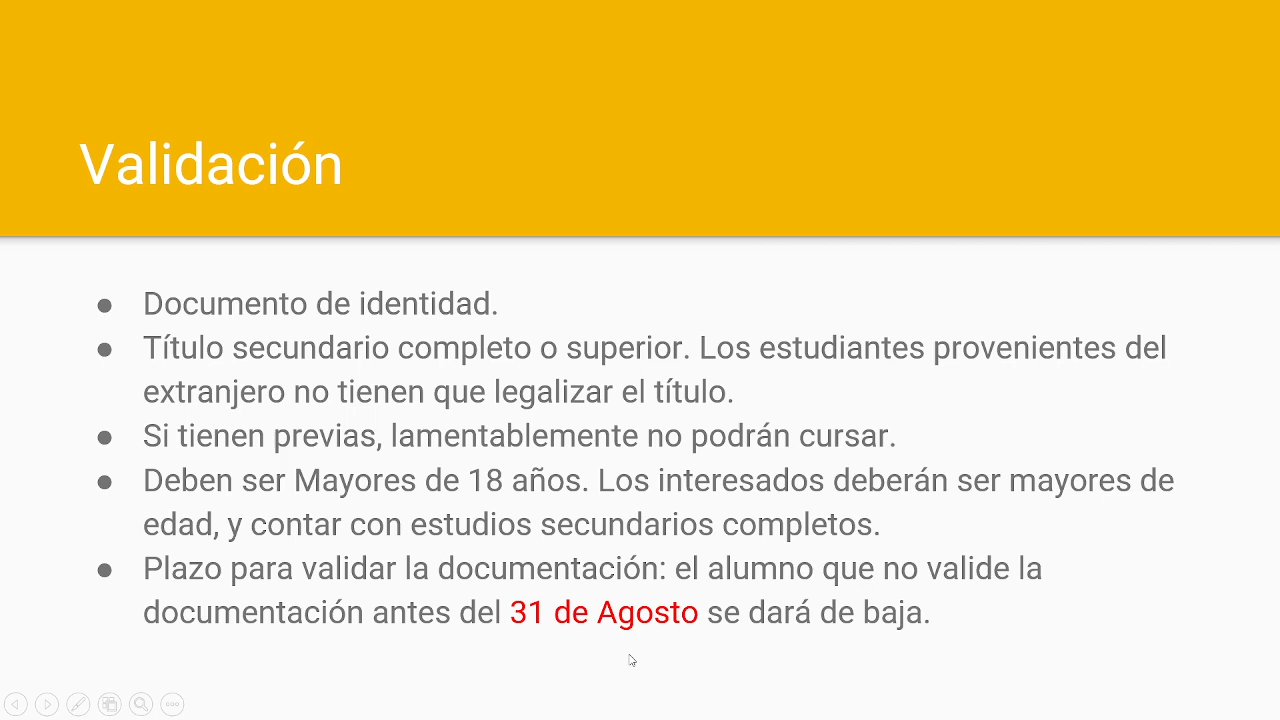 Validación
● Documento de identidad.
● Título secundario completo o superior. Los estudiantes provenientes del
extranjero no tienen que legalizar el título.
● Si tienen previas, lamentablemente no podrán cursar.
● Deben ser Mayores de 18 años. Los interesados deberán ser mayores de
edad, y contar con estudios secundarios completos.
● Plazo para validar la documentación: el alumno que no valide la
documentación antes del 31 de Agosto se dará de baja.